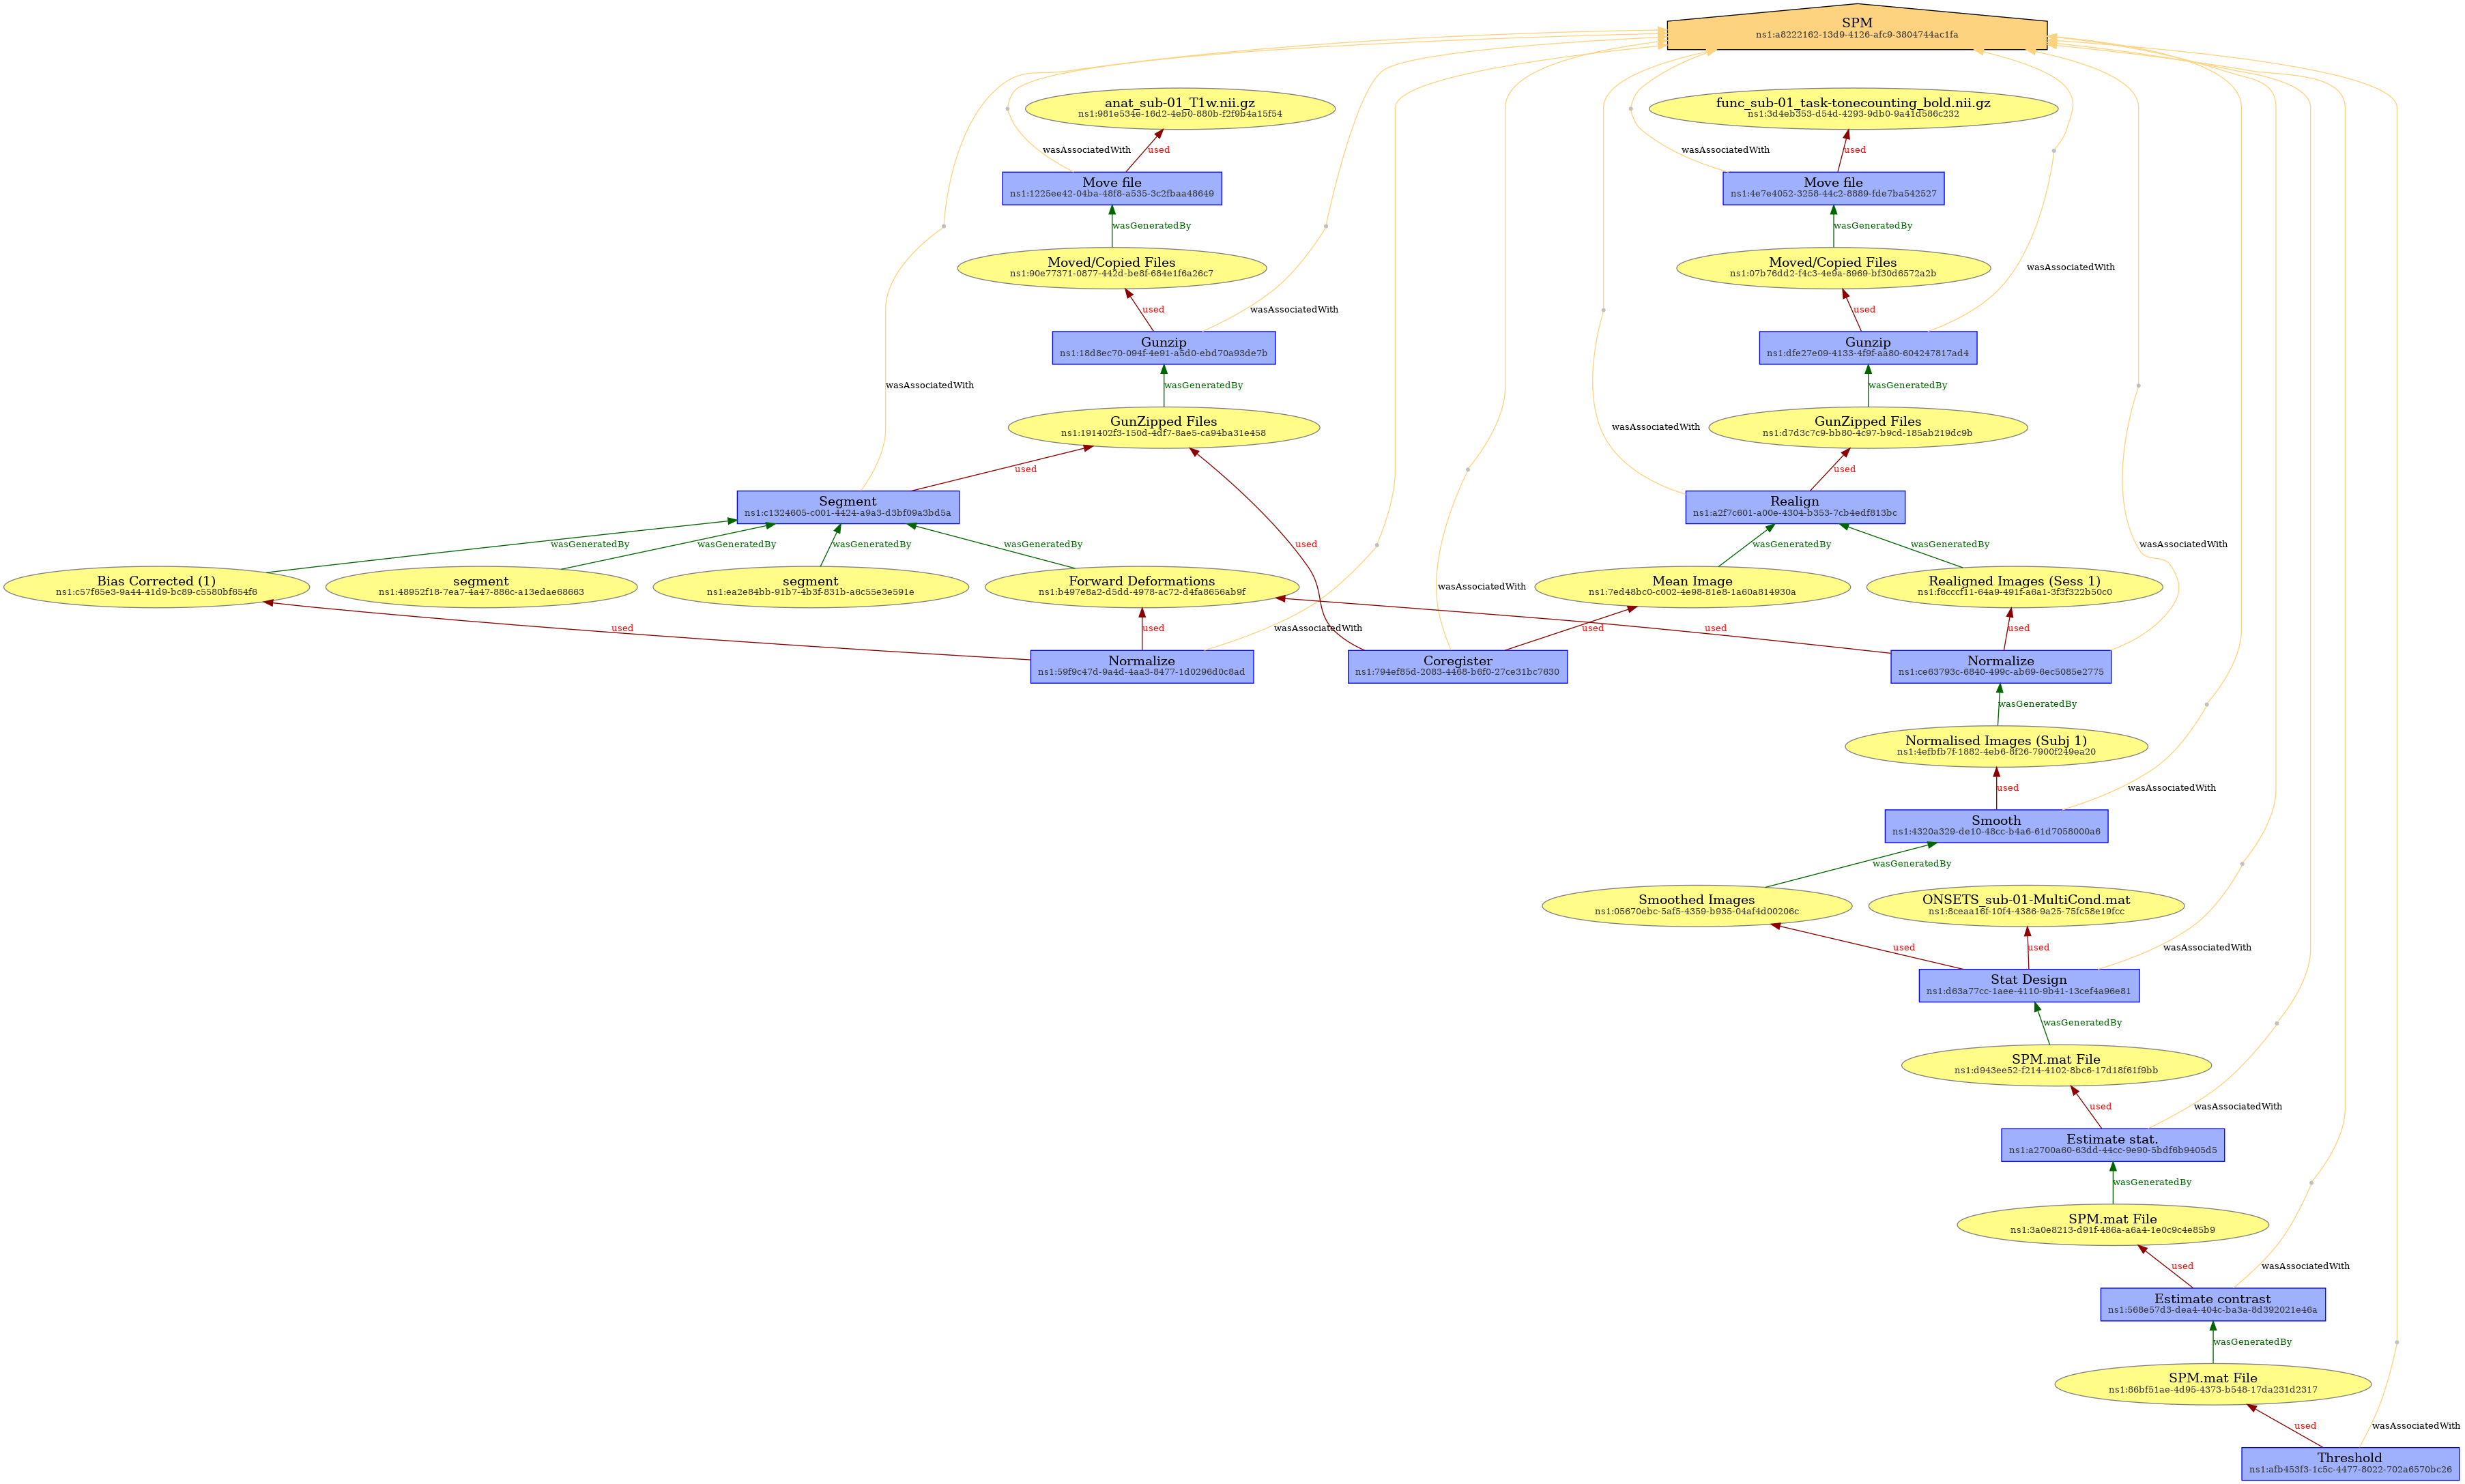 SPM
ns1:a8222162-13d9-4126-afc9-3804744ac1fa
anat_sub-01_T1w.nii.gz
ns1:981e534e-16d2-4eb0-880b-f2f9b4a15f54
func_sub-01_task-tonecounting_bold.nii.gz
ns1:3d4eb353-d54d-4293-9db0-9a41d586c232
wasAssociatedWith
used
wasAssociatedWith
used
Move file
ns1:1225ee42-04ba-48f8-a535-3c2fbaa48649
Move file
ns1:4e7e4052-3258-44c2-8889-fde7ba542527
wasGeneratedBy
wasGeneratedBy
Moved/Copied Files
ns1:90e77371-0877-442d-be8f-684e1f6a26c7
Moved/Copied Files
ns1:07b76dd2-f4c3-4e9a-8969-bf30d6572a2b
wasAssociatedWith
used
wasAssociatedWith
used
Gunzip
ns1:18d8ec70-094f-4e91-a5d0-ebd70a93de7b
Gunzip
ns1:dfe27e09-4133-4f9f-aa80-604247817ad4
wasAssociatedWith
wasGeneratedBy
wasGeneratedBy
GunZipped Files
ns1:191402f3-150d-4df7-8ae5-ca94ba31e458
GunZipped Files
ns1:d7d3c7c9-bb80-4c97-b9cd-185ab219dc9b
wasAssociatedWith
used
used
Segment
ns1:c1324605-c001-4424-a9a3-d3bf09a3bd5a
Realign
ns1:a2f7c601-a00e-4304-b353-7cb4edf813bc
wasGeneratedBy
wasGeneratedBy
wasGeneratedBy
wasGeneratedBy
used
wasGeneratedBy
wasGeneratedBy
wasAssociatedWith
Bias Corrected (1)
ns1:c57f65e3-9a44-41d9-bc89-c5580bf654f6
segment
ns1:48952f18-7ea7-4a47-886c-a13edae68663
segment
ns1:ea2e84bb-91b7-4b3f-831b-a6c55e3e591e
Forward Deformations
ns1:b497e8a2-d5dd-4978-ac72-d4fa8656ab9f
wasAssociatedWith
Mean Image
ns1:7ed48bc0-c002-4e98-81e8-1a60a814930a
Realigned Images (Sess 1)
ns1:f6cccf11-64a9-491f-a6a1-3f3f322b50c0
used
used
wasAssociatedWith
used
used
used
Normalize
ns1:59f9c47d-9a4d-4aa3-8477-1d0296d0c8ad
Coregister
ns1:794ef85d-2083-4468-b6f0-27ce31bc7630
Normalize
ns1:ce63793c-6840-499c-ab69-6ec5085e2775
wasGeneratedBy
Normalised Images (Subj 1)
ns1:4efbfb7f-1882-4eb6-8f26-7900f249ea20
used
wasAssociatedWith
Smooth
ns1:4320a329-de10-48cc-b4a6-61d7058000a6
wasGeneratedBy
Smoothed Images
ns1:05670ebc-5af5-4359-b935-04af4d00206c
ONSETS_sub-01-MultiCond.mat
ns1:8ceaa16f-10f4-4386-9a25-75fc58e19fcc
used
used
wasAssociatedWith
Stat Design
ns1:d63a77cc-1aee-4110-9b41-13cef4a96e81
wasGeneratedBy
SPM.mat File
ns1:d943ee52-f214-4102-8bc6-17d18f61f9bb
used
wasAssociatedWith
Estimate stat.
ns1:a2700a60-63dd-44cc-9e90-5bdf6b9405d5
wasGeneratedBy
SPM.mat File
ns1:3a0e8213-d91f-486a-a6a4-1e0c9c4e85b9
used
wasAssociatedWith
Estimate contrast
ns1:568e57d3-dea4-404c-ba3a-8d392021e46a
wasGeneratedBy
SPM.mat File
ns1:86bf51ae-4d95-4373-b548-17da231d2317
used
wasAssociatedWith
Threshold
ns1:afb453f3-1c5c-4477-8022-702a6570bc26